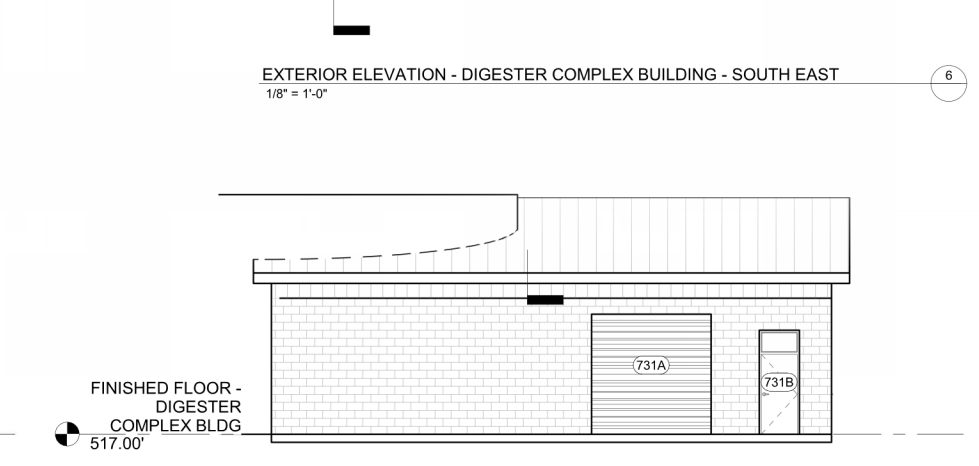 EXTERIOR ELEVATION - DIGESTER COMPLEX BUILDING - SOUTH EAST
6
1/8" = 1'-0"
731A
731B
FINISHED FLOOR -
DIGESTER
COMPLEX BLDG
517.00'